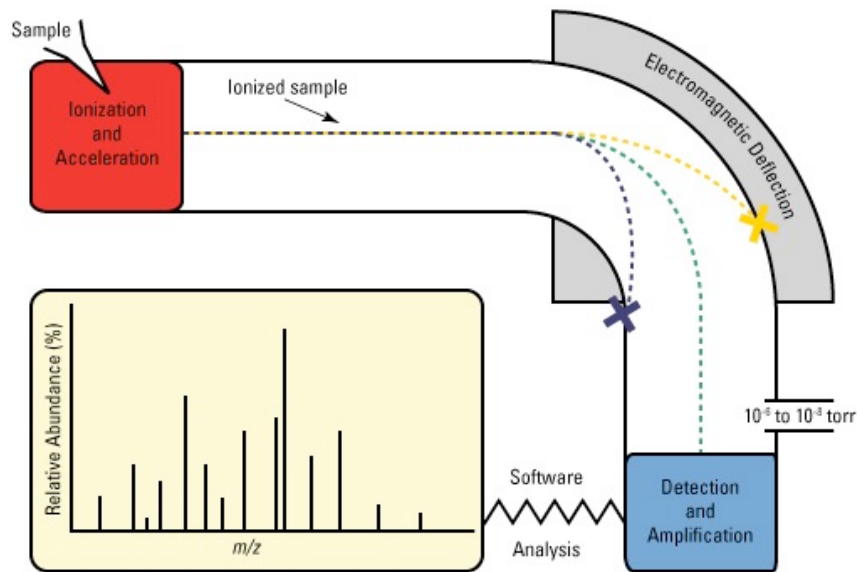 Sample
Ionization
and
Acceleration
Ionized sample
Electromagnetic Deflection
10⁻⁶ to 10⁻⁸ torr
Relative Abundance (%)
m/z
Software
Analysis
Detection
and
Amplification